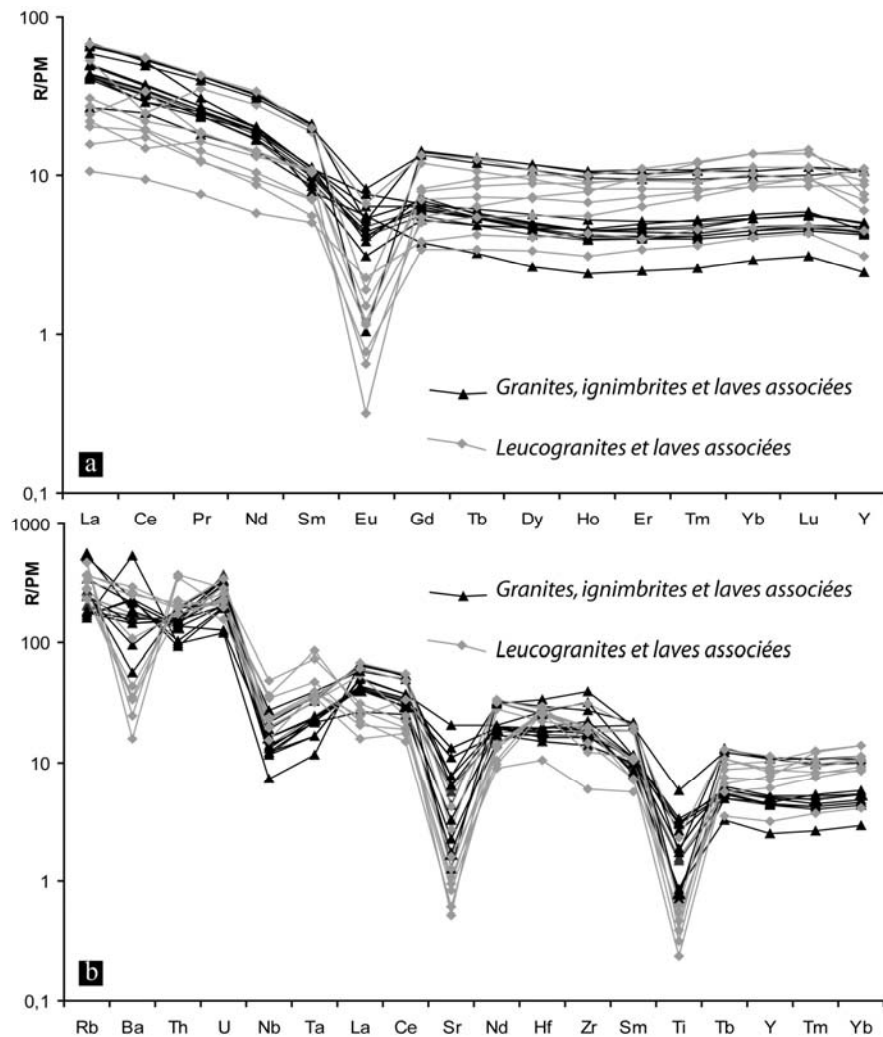 100
10
1
0,1
R/PM
Granites, ignimbrites et laves associées
Leucogranites et laves associées
a
La Ce Pr Nd Sm Eu Gd Tb Dy Ho Er Tm Yb Lu Y
1000
100
10
1
0,1
R/PM
Granites, ignimbrites et laves associées
Leucogranites et laves associées
b
Rb Ba Th U Nb Ta La Ce Sr Nd Hf Zr Sm Ti Tb Y Tm Yb